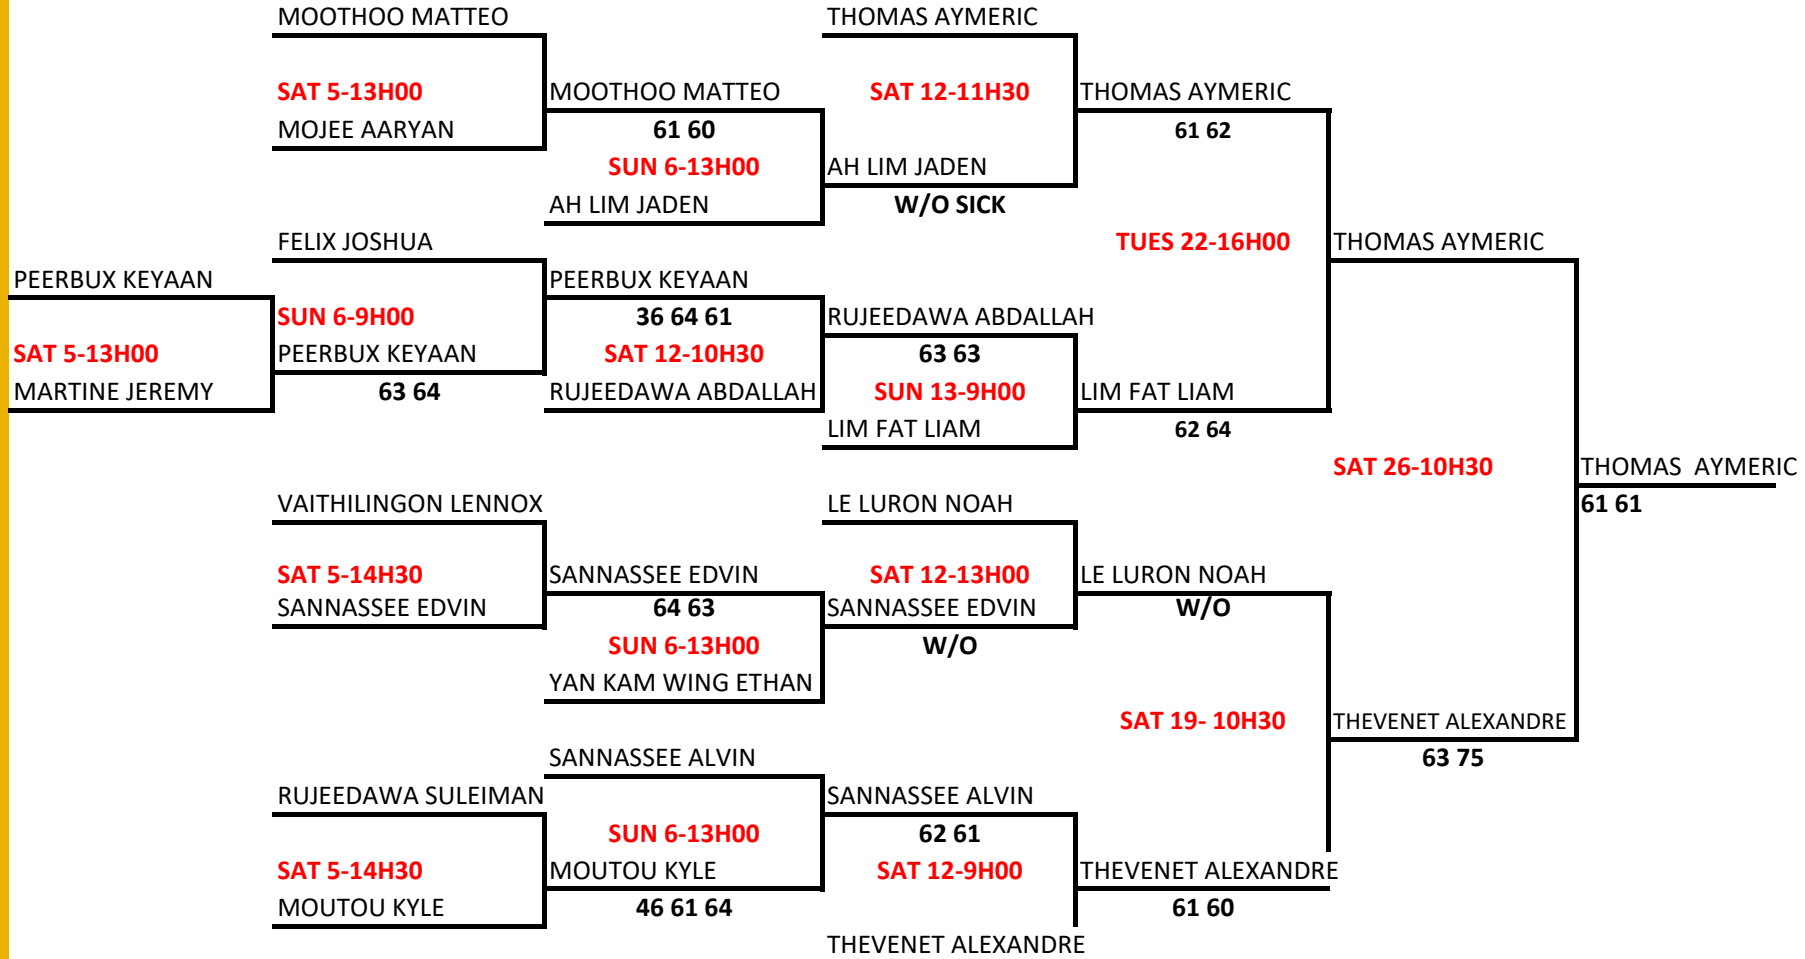 MOOTHOO MATTEO
THOMAS AYMERIC
SAT 5-13H00
MOOTHOO MATTEO
SAT 12-11H30
THOMAS AYMERIC
MOJEE AARYAN
61 60
61 62
SUN 6-13H00
AH LIM JADEN
AH LIM JADEN
W/O SICK
FELIX JOSHUA
TUES 22-16H00
THOMAS AYMERIC
PEERBUX KEYAAN
PEERBUX KEYAAN
SUN 6-9H00
36 64 61
RUJEEDAWA ABDALLAH
SAT 5-13H00
PEERBUX KEYAAN
SAT 12-10H30
63 63
MARTINE JEREMY
63 64
RUJEEDAWA ABDALLAH
SUN 13-9H00
LIM FAT LIAM
LIM FAT LIAM
62 64
SAT 26-10H30
THOMAS  AYMERIC
VAITHILINGON LENNOX
LE LURON NOAH
61 61
SAT 5-14H30
SANNASSEE EDVIN
SAT 12-13H00
LE LURON NOAH
SANNASSEE EDVIN
64 63
SANNASSEE EDVIN
W/O
SUN 6-13H00
W/O
YAN KAM WING ETHAN
SAT 19- 10H30
THEVENET ALEXANDRE
SANNASSEE ALVIN
63 75
RUJEEDAWA SULEIMAN
SANNASSEE ALVIN
SUN 6-13H00
62 61
SAT 5-14H30
MOUTOU KYLE
SAT 12-9H00
THEVENET ALEXANDRE
MOUTOU KYLE
46 61 64
61 60
THEVENET ALEXANDRE